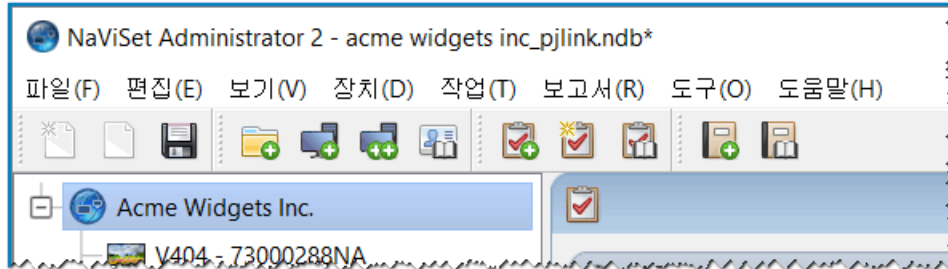 NaViSet Administrator 2 - acme widgets inc_pjlink.ndb*
파일(F) 편집(E) 보기(V) 장치(D) 작업(T) 보고서(R) 도구(O) 도움말(H)
Acme Widgets Inc.
V404 - 73000288NA